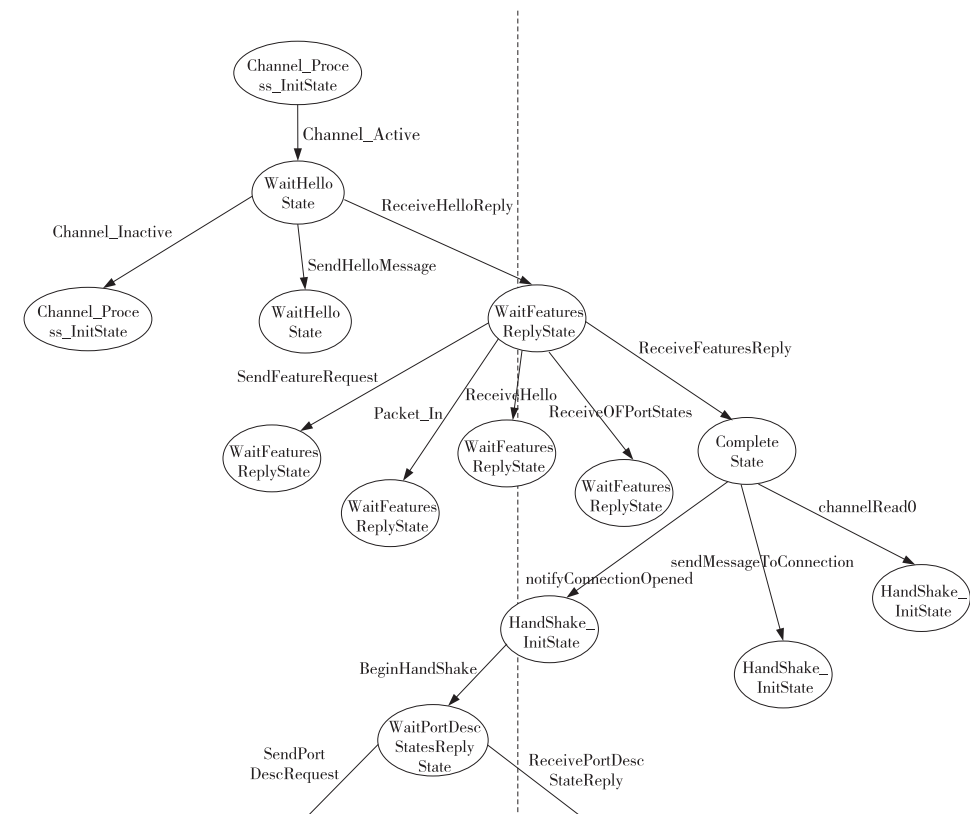 Channel_Proce
ss_InitState
Channel_Active
WaitHello
State
ReceiveHelloReply
Channel_Inactive
SendHelloMessage
Channel_Proce
ss_InitState
WaitHello
State
WaitFeatures
ReplyState
ReceiveFeaturesReply
SendFeatureRequest
ReceiveHello
Packet_In
ReceiveOFPortStates
WaitFeatures
ReplyState
WaitFeatures
ReplyState
WaitFeatures
ReplyState
WaitFeatures
ReplyState
Complete
State
channelRead0
sendMessageToConnection
notifyConnectionOpened
HandShake_
InitState
HandShake_
InitState
HandShake_
InitState
BeginHandShake
WaitPortDesc
StatesReply
State
SendPort
DescRequest
ReceivePortDesc
StateReply